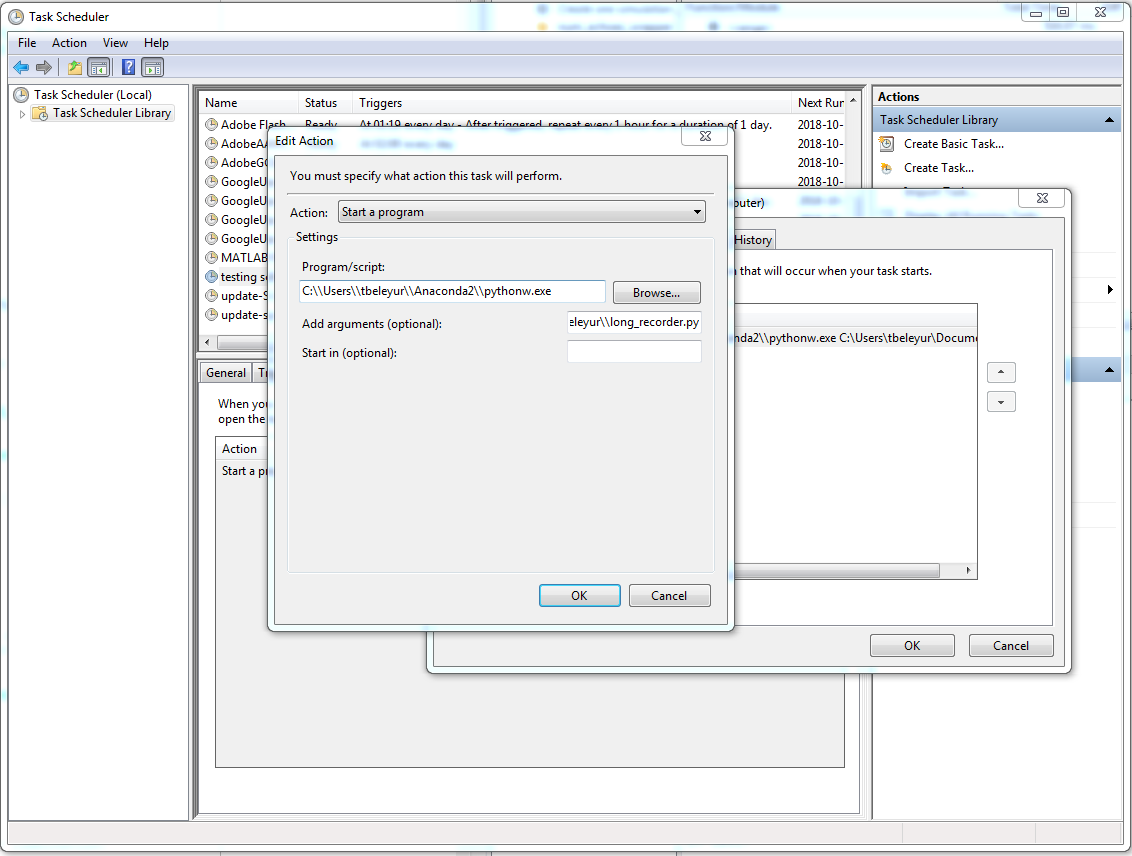 Task Scheduler
File Action View Help
Task Scheduler (Local)
Task Scheduler Library
Name Status Triggers Next Run
Adobe Flash Ready At 01:19 every day - After triggered, repeat every 1 hour for a duration of 1 day. 2018-10-
AdobeAA 2018-10-
AdobeGC 2018-10-
GoogleU 2018-10-
GoogleU
GoogleU
GoogleU
MATLAB
testing s
update-S
update-s
General T
When you
open the
Action
Start a p
Actions
Task Scheduler Library
Create Basic Task...
Create Task...
Edit Action
You must specify what action this task will perform.
Action: Start a program
Settings
Program/script:
C:\\Users\\tbeleyur\\Anaconda2\\pythonw.exe Browse...
Add arguments (optional): eleyur\\long_recorder.py
Start in (optional):
OK Cancel
puter)
History
that will occur when your task starts.
nda2\\pythonw.exe C:\Users\tbeleyur\Docume
OK Cancel